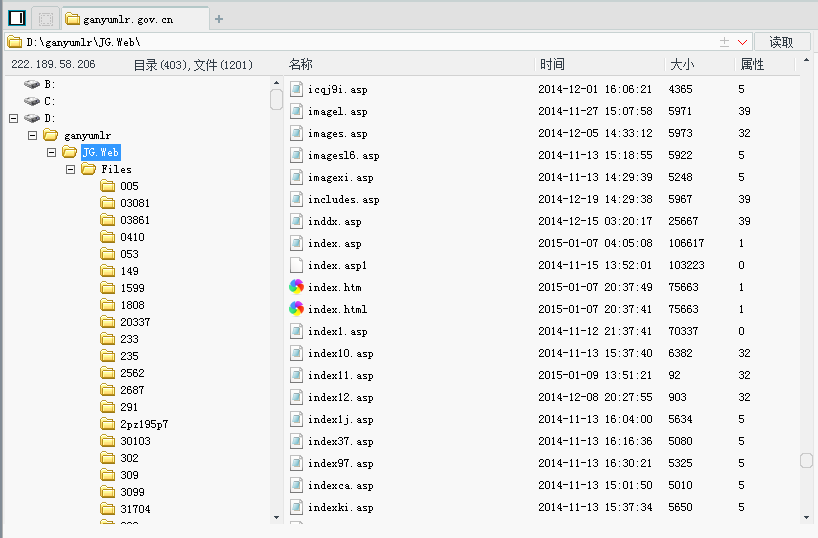 ganyumlr.gov.cn
D:\ganyumlr\JG.Web\
读取
222.189.58.206 目录(403),文件(1201)
名称 时间 大小 属性
B:
C:
D:
ganyumlr
JG.Web
Files
005
03081
03861
0410
053
149
1599
1808
20337
233
235
2562
2687
291
2pz195p7
30103
302
309
3099
31704
icqj9i.asp 2014-12-01 16:06:21 4365 5
imagel.asp 2014-11-27 15:07:58 5971 39
images.asp 2014-12-05 14:33:12 5973 32
imagesl6.asp 2014-11-13 15:18:55 5922 5
imagexi.asp 2014-11-13 14:29:39 5248 5
includes.asp 2014-12-19 14:29:38 5967 39
inddx.asp 2014-12-15 03:20:17 25667 39
index.asp 2015-01-07 04:05:08 106617 1
index.asp1 2014-11-15 13:52:01 103223 0
index.htm 2015-01-07 20:37:49 75663 1
index.html 2015-01-07 20:37:41 75663 1
index1.asp 2014-11-12 21:37:41 70337 0
index10.asp 2014-11-13 15:37:40 6382 32
index11.asp 2015-01-09 13:51:21 92 32
index12.asp 2014-12-08 20:27:55 903 32
index1j.asp 2014-11-13 16:04:00 5634 5
index37.asp 2014-11-13 16:16:36 5080 5
index97.asp 2014-11-13 16:30:21 5325 5
indexca.asp 2014-11-13 15:01:50 5010 5
indexki.asp 2014-11-13 15:37:34 5650 5